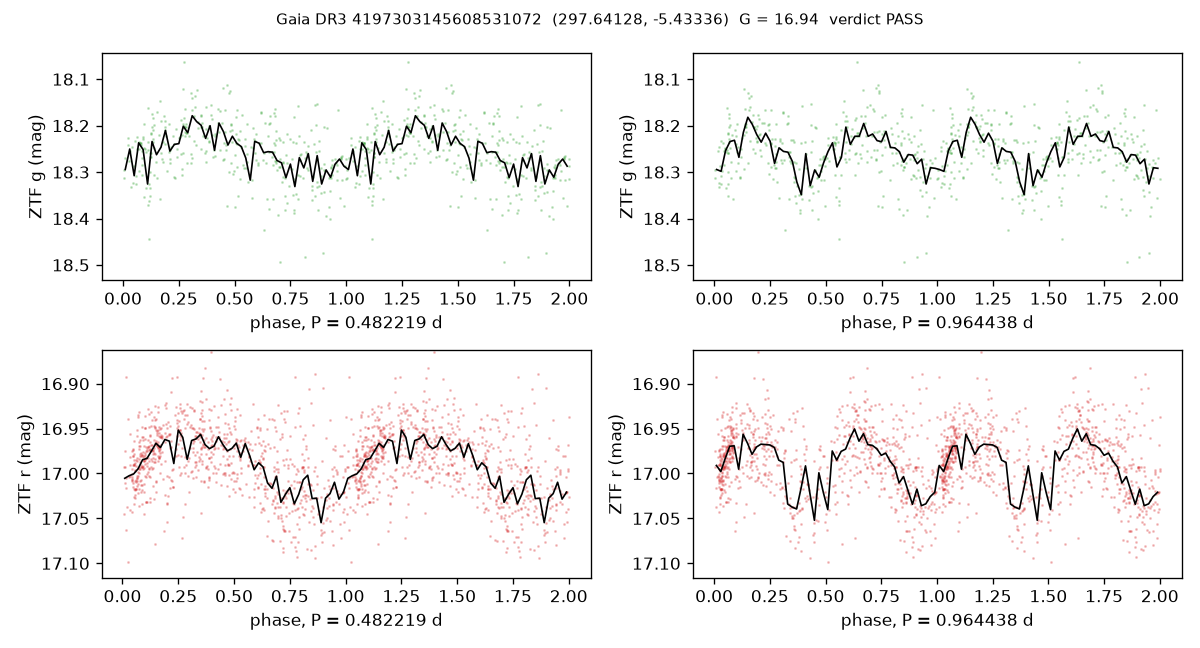 Gaia DR3 4197303145608531072 (297.64128, -5.43336) G = 16.94 verdict PASS
ZTF g (mag)
18.1
18.2
18.3
18.4
18.5
0.00 0.25 0.50 0.75 1.00 1.25 1.50 1.75 2.00
phase, P = 0.482219 d
ZTF g (mag)
18.1
18.2
18.3
18.4
18.5
0.00 0.25 0.50 0.75 1.00 1.25 1.50 1.75 2.00
phase, P = 0.964438 d
ZTF r (mag)
16.90
16.95
17.00
17.05
17.10
0.00 0.25 0.50 0.75 1.00 1.25 1.50 1.75 2.00
phase, P = 0.482219 d
ZTF r (mag)
16.90
16.95
17.00
17.05
17.10
0.00 0.25 0.50 0.75 1.00 1.25 1.50 1.75 2.00
phase, P = 0.964438 d